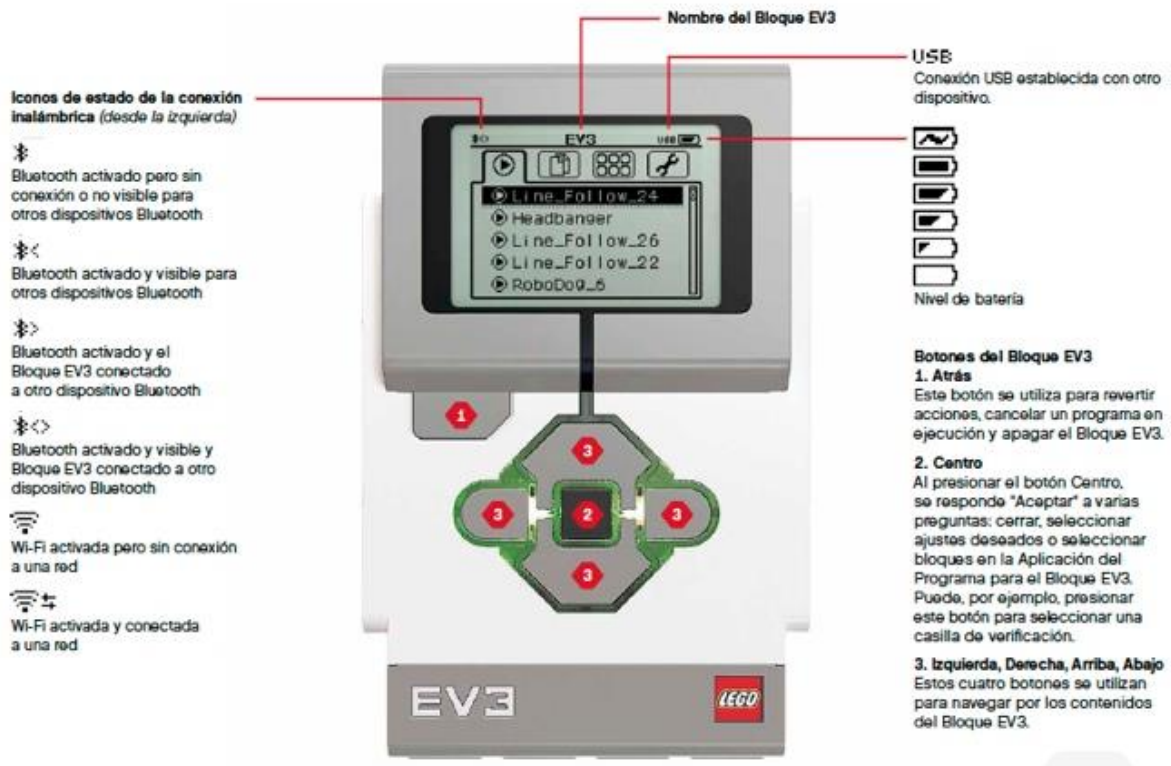 Nombre del Bloque EV3
Iconos de estado de la conexión
inalámbrica (desde la izquierda)
Bluetooth activado pero sin
conexión o no visible para
otros dispositivos Bluetooth
Bluetooth activado y visible para
otros dispositivos Bluetooth
Bluetooth activado y el
Bloque EV3 conectado
a otro dispositivo Bluetooth
Bluetooth activado y visible y
Bloque EV3 conectado a otro
dispositivo Bluetooth
Wi-Fi activada pero sin conexión
a una red
Wi-Fi activada y conectada
a una red
EV3
USB
Line_Follow_24
Headbanger
Line_Follow_26
Line_Follow_22
RoboDog_6
1
3
3
2
3
3
EV3
LEGO
USB
Conexión USB establecida con otro
dispositivo.
Nivel de batería
Botones del Bloque EV3
1. Atrás
Este botón se utiliza para revertir
acciones, cancelar un programa en
ejecución y apagar el Bloque EV3.
2. Centro
Al presionar el botón Centro,
se responde "Aceptar" a varias
preguntas: cerrar, seleccionar
ajustes deseados o seleccionar
bloques en la Aplicación del
Programa para el Bloque EV3.
Puede, por ejemplo, presionar
este botón para seleccionar una
casilla de verificación.
3. Izquierda, Derecha, Arriba, Abajo
Estos cuatro botones se utilizan
para navegar por los contenidos
del Bloque EV3.